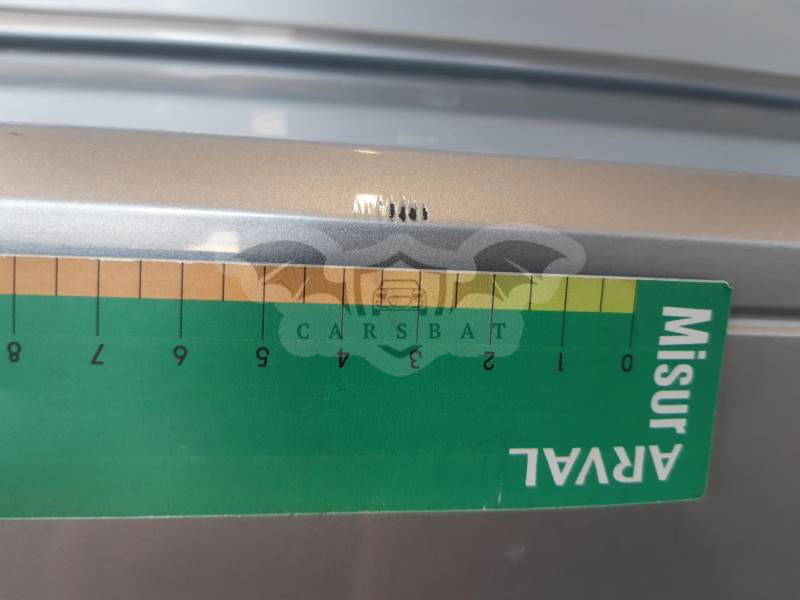 CARSBAT
8 7 6 5 4 3 2 1 0
Misur
ARVAL